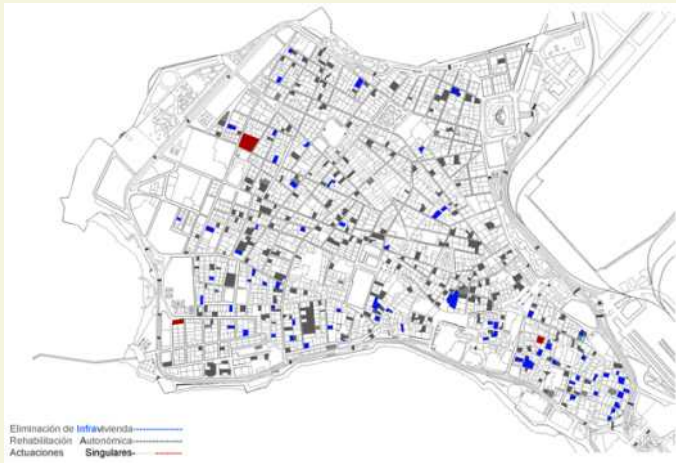 Eliminación de Infravivienda
Rehabilitación Autonómica
Actuaciones Singulares